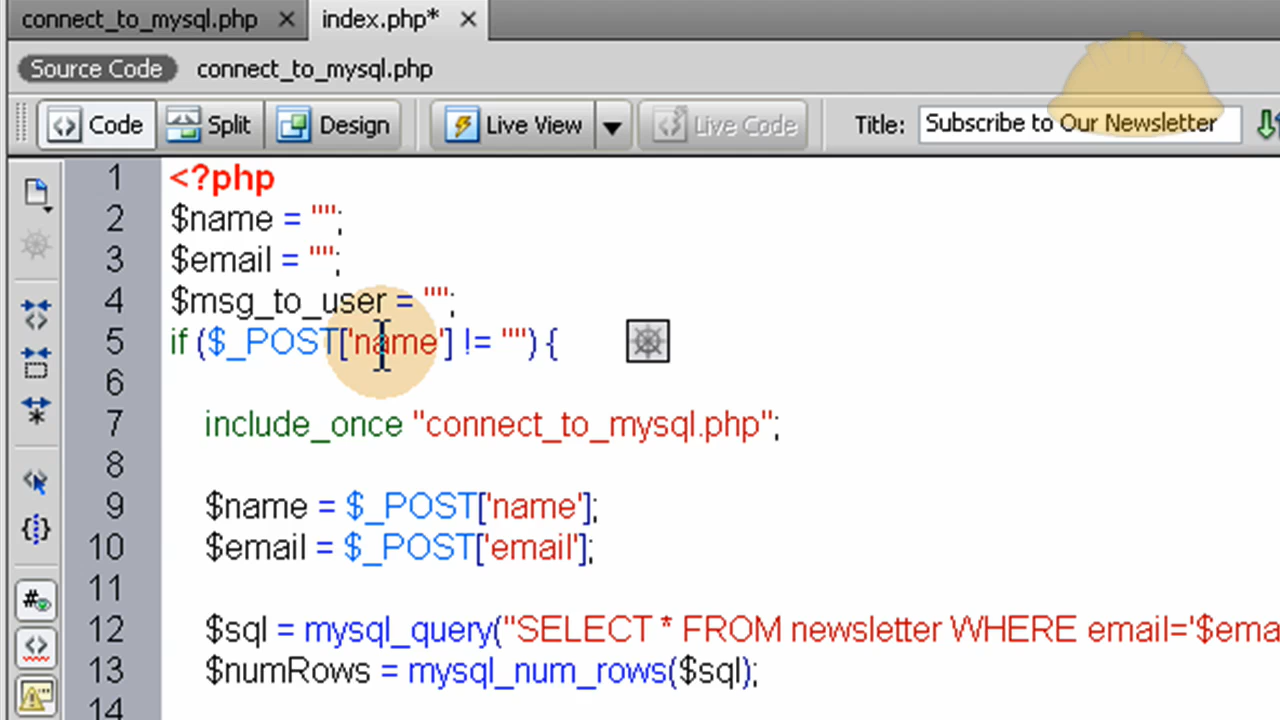 connect_to_mysql.php index.php*
Source Code connect_to_mysql.php
Code Split Design Live View Live Code Title: Subscribe to Our Newsletter
1 <?php
2 $name = "";
3 $email = "";
4 $msg_to_user = "";
5 if ($_POST['name'] != "") {
6
7 include_once "connect_to_mysql.php";
8
9 $name = $_POST['name'];
10 $email = $_POST['email'];
11
12 $sql = mysql_query("SELECT * FROM newsletter WHERE email='$ema
13 $numRows = mysql_num_rows($sql);
14